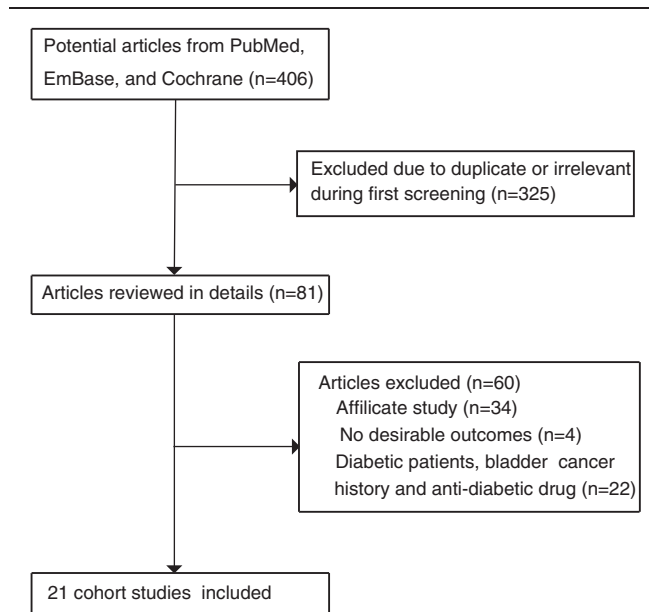 Potential articles from PubMed,
EmBase, and Cochrane (n=406)
Excluded due to duplicate or irrelevant
during first screening (n=325)
Articles reviewed in details (n=81)
Articles excluded (n=60)
Affilicate study (n=34)
No desirable outcomes (n=4)
Diabetic patients, bladder cancer
history and anti-diabetic drug (n=22)
21 cohort studies included